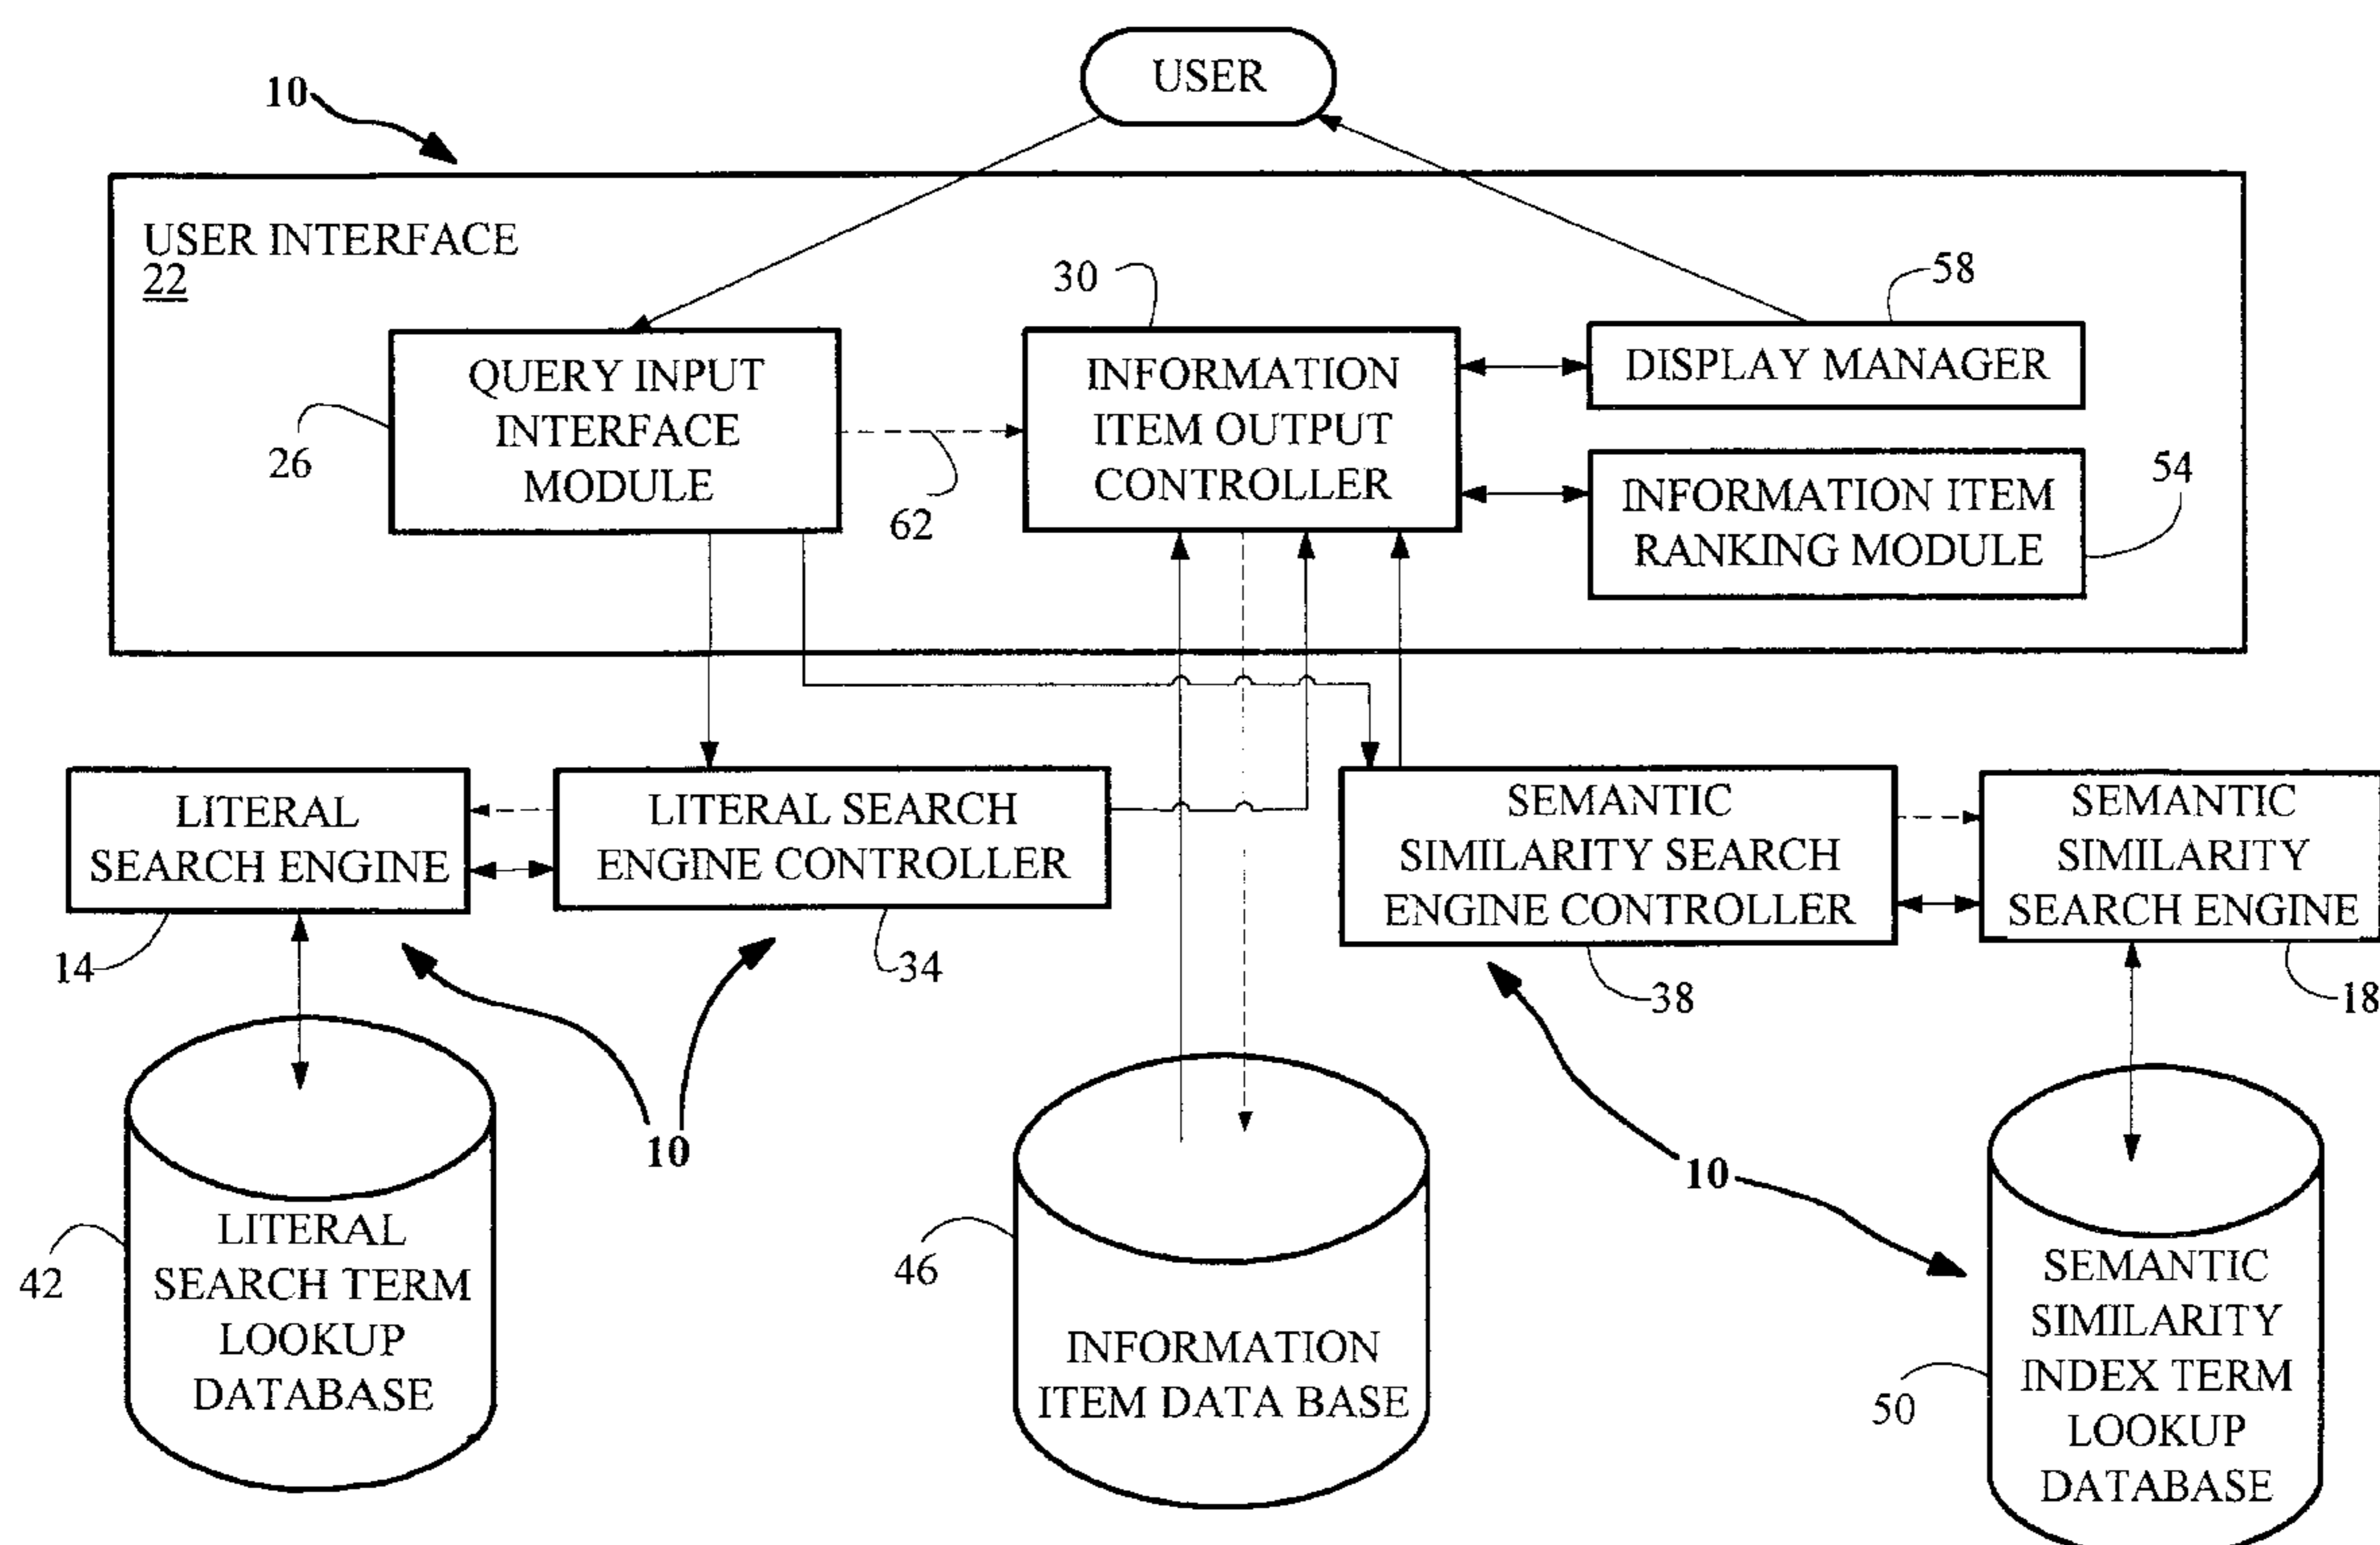 USER
10
USER INTERFACE
22
30
58
QUERY INPUT
INTERFACE
MODULE
26
62
INFORMATION
ITEM OUTPUT
CONTROLLER
DISPLAY MANAGER
INFORMATION ITEM
RANKING MODULE
54
LITERAL
SEARCH ENGINE
14
LITERAL SEARCH
ENGINE CONTROLLER
34
SEMANTIC
SIMILARITY SEARCH
ENGINE CONTROLLER
38
SEMANTIC
SIMILARITY
SEARCH ENGINE
18
10
10
LITERAL
SEARCH TERM
LOOKUP
DATABASE
42
INFORMATION
ITEM DATA BASE
46
SEMANTIC
SIMILARITY
INDEX TERM
LOOKUP
DATABASE
50